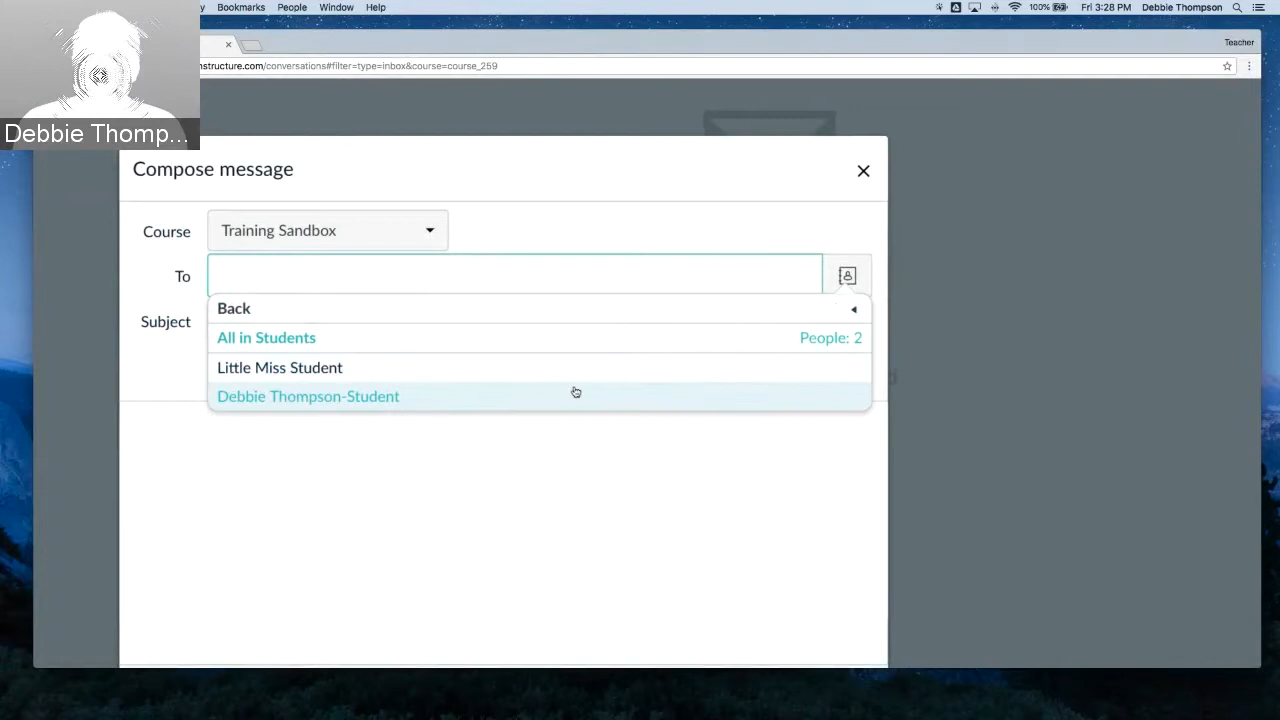 Bookmarks People Window Help 100% Fri 3:28 PM Debbie Thompson
Teacher
nstructure.com/conversations#filter=type=inbox&course=course_259
Debbie Thomp...
Compose message
Course Training Sandbox
To
Back
Subject
All in Students People: 2
Little Miss Student
Debbie Thompson-Student